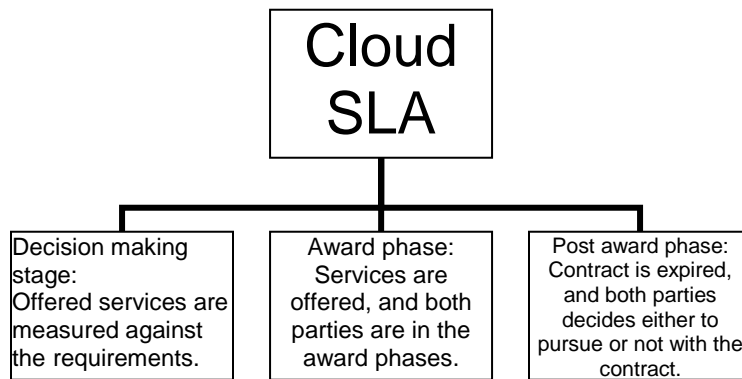 Cloud
SLA
Decision making
stage:
Offered services are
measured against
the requirements.
Award phase:
Services are
offered, and both
parties are in the
award phases.
Post award phase:
Contract is expired,
and both parties
decides either to
pursue or not with the
contract.